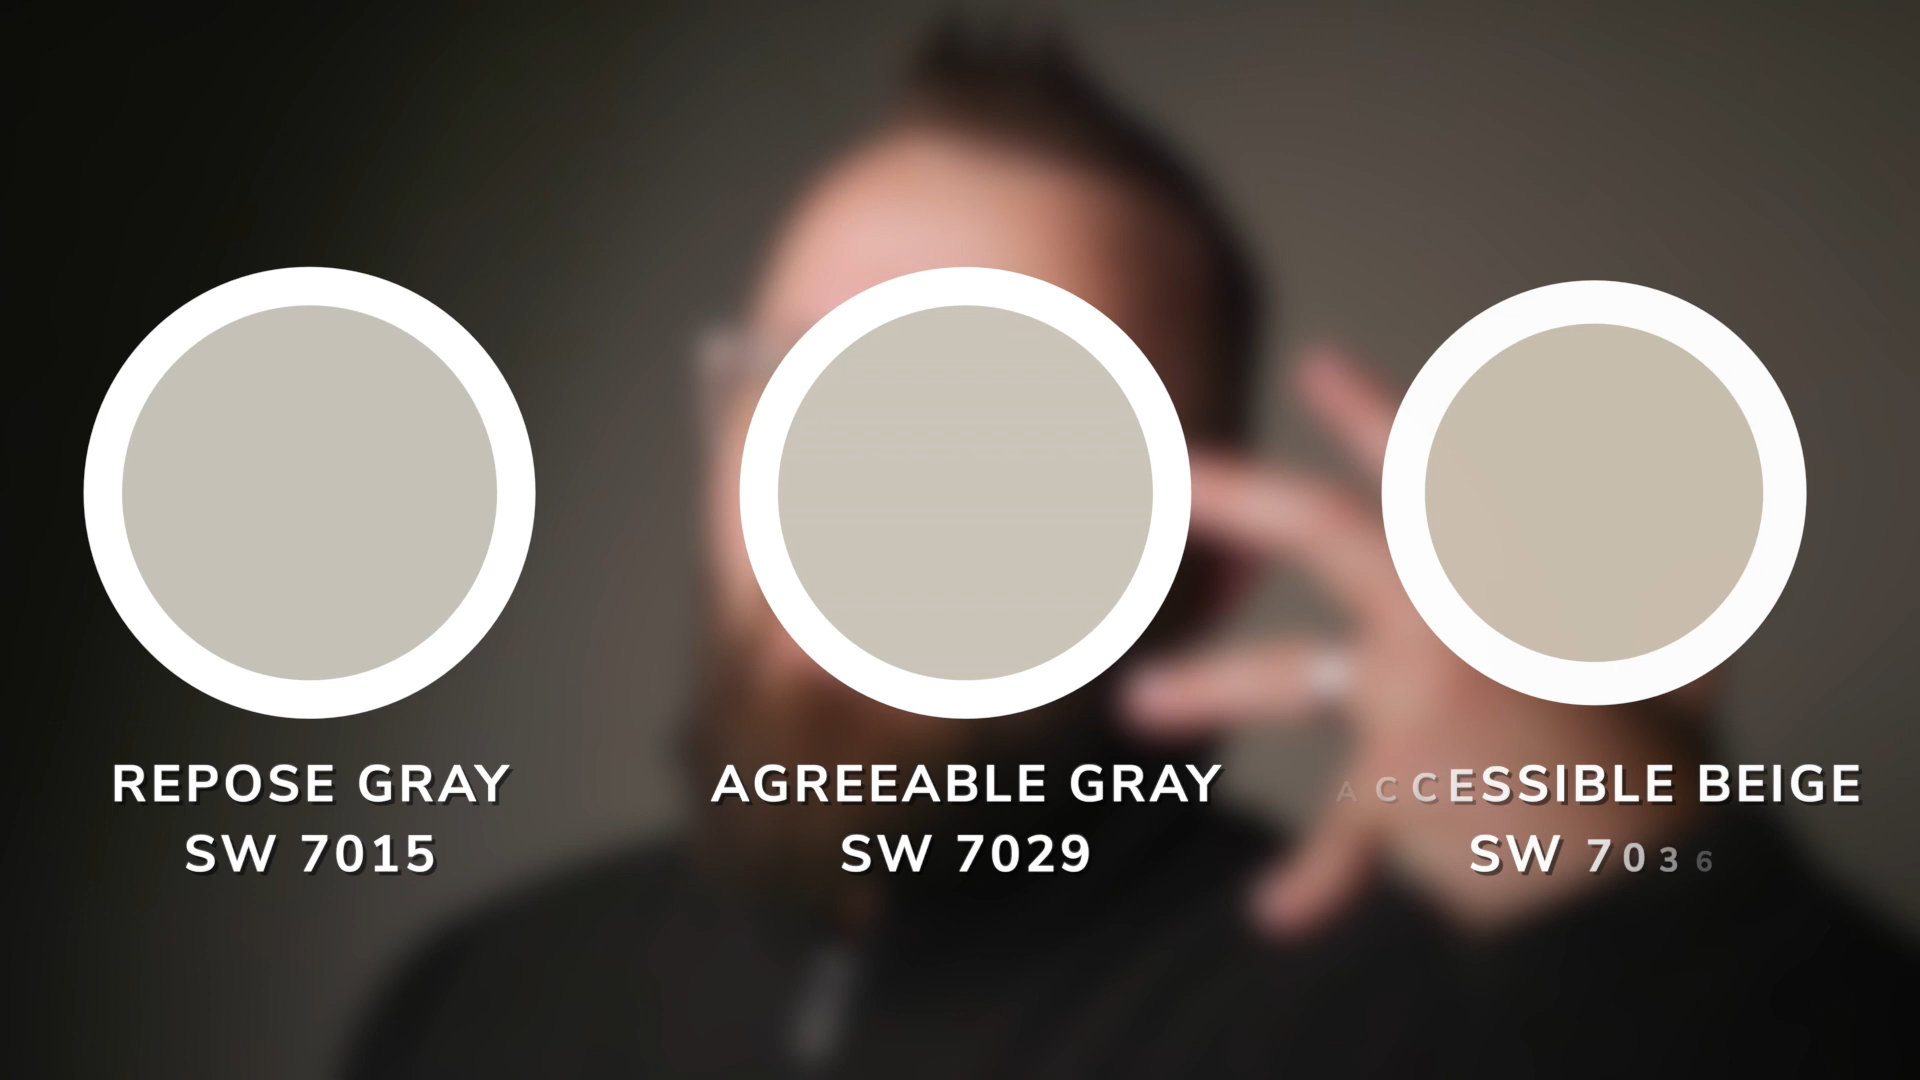 REPOSE GRAY
SW 7015
AGREEABLE GRAY
SW 7029
ACCESSIBLE BEIGE
SW 7036